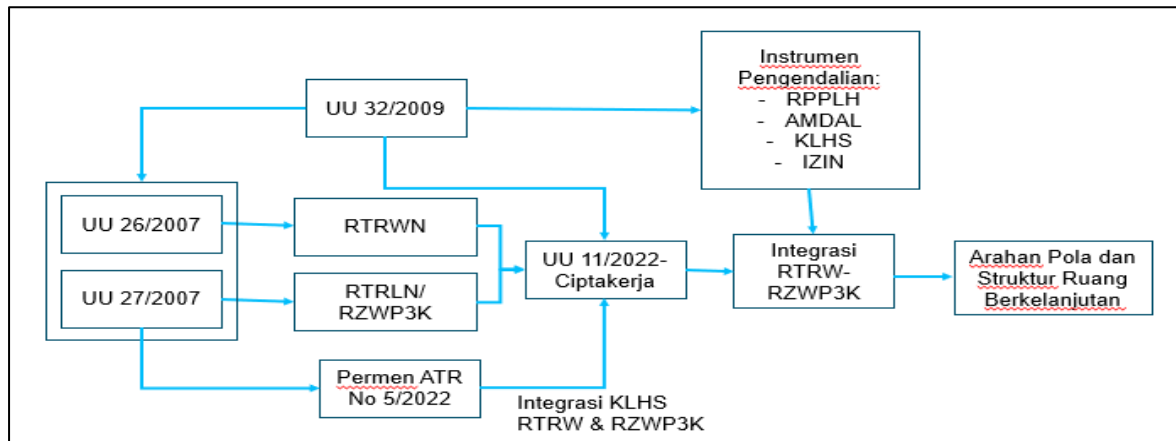 UU 32/2009
Instrumen
Pengendalian:
- RPPLH
- AMDAL
- KLHS
- IZIN
UU 26/2007
RTRWN
UU 27/2007
RTRLN/
RZWP3K
UU 11/2022-
Ciptakerja
Integrasi
RTRW-
RZWP3K
Arahan Pola dan
Struktur Ruang
Berkelanjutan
Permen ATR
No 5/2022
Integrasi KLHS
RTRW & RZWP3K